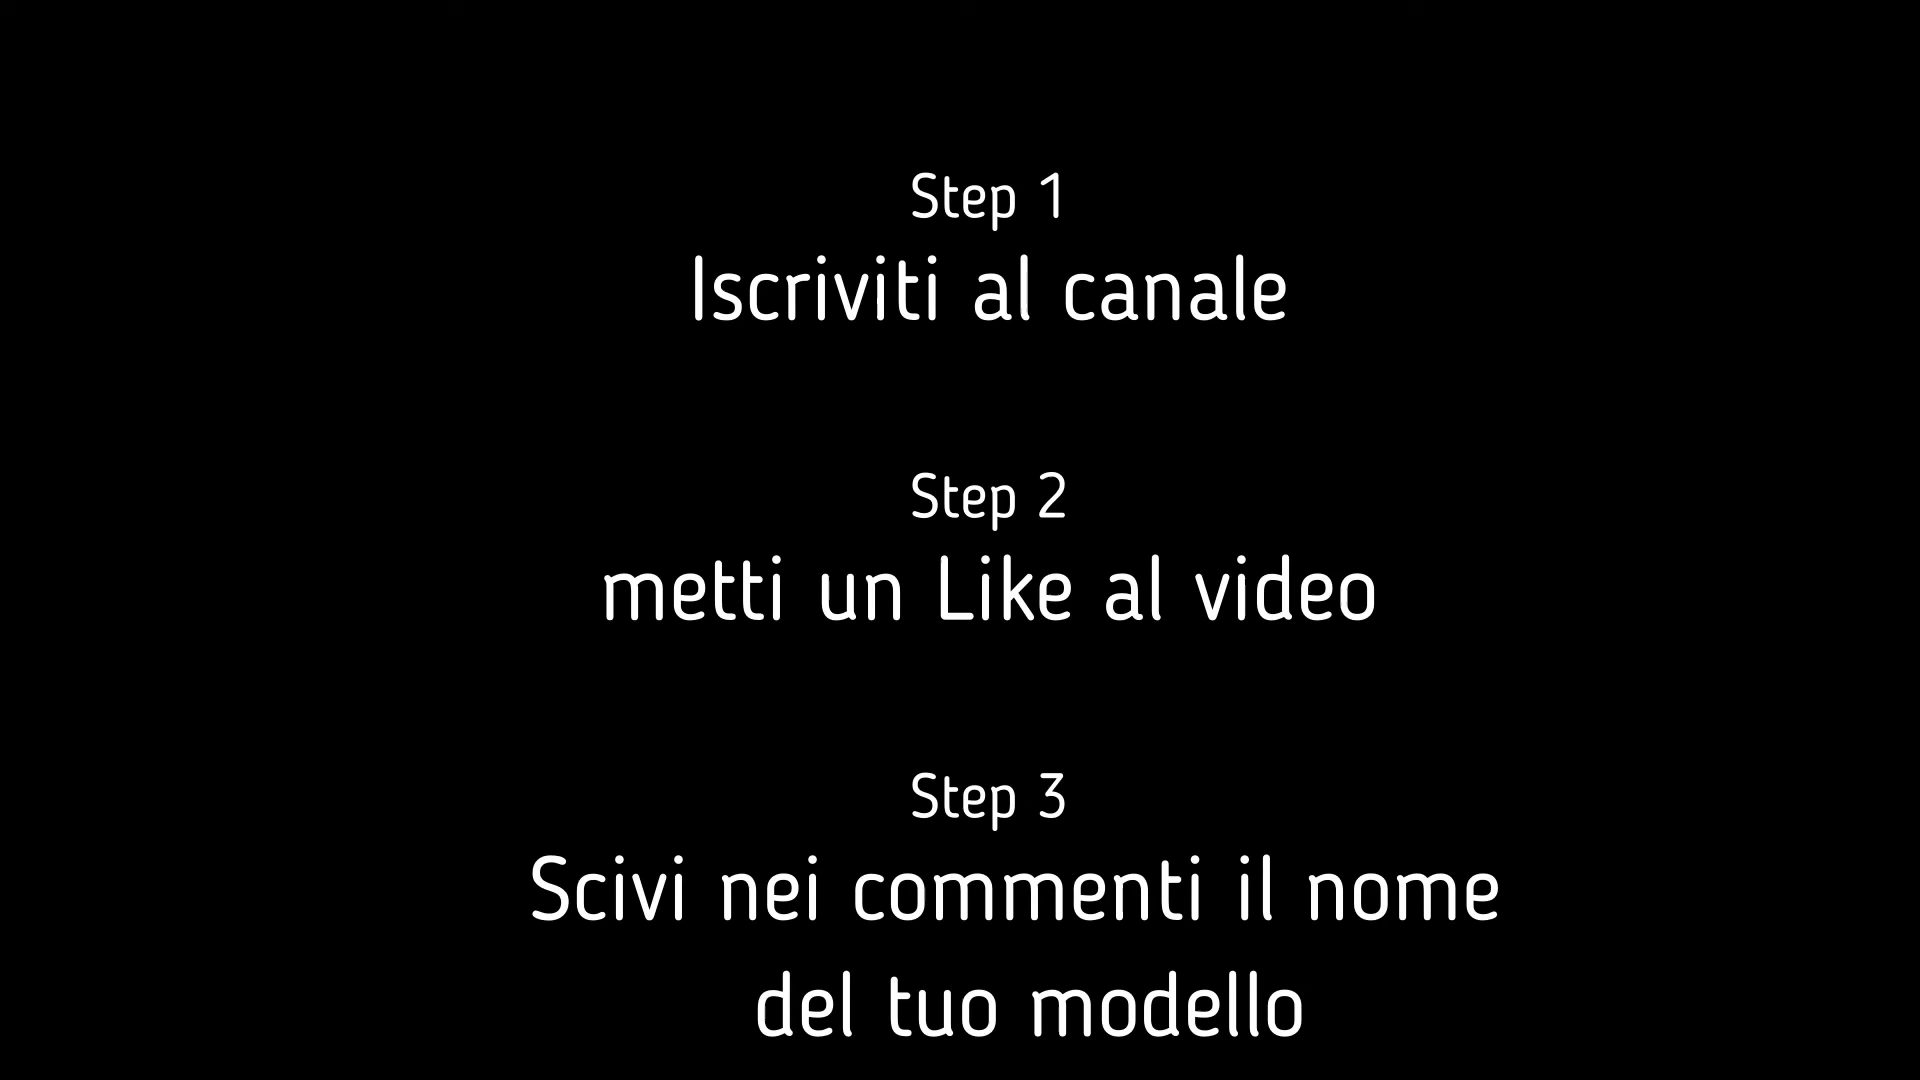 Step 1
Iscriviti al canale
Step 2
metti un Like al video
Step 3
Scivi nei commenti il nome
del tuo modello